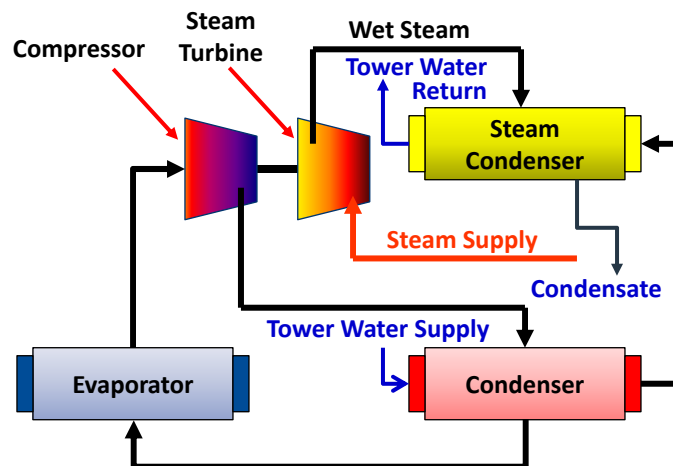 Compressor
Steam
Turbine
Wet Steam
Tower Water
Return
Steam
Condenser
Steam Supply
Condensate
Tower Water Supply
Evaporator
Condenser